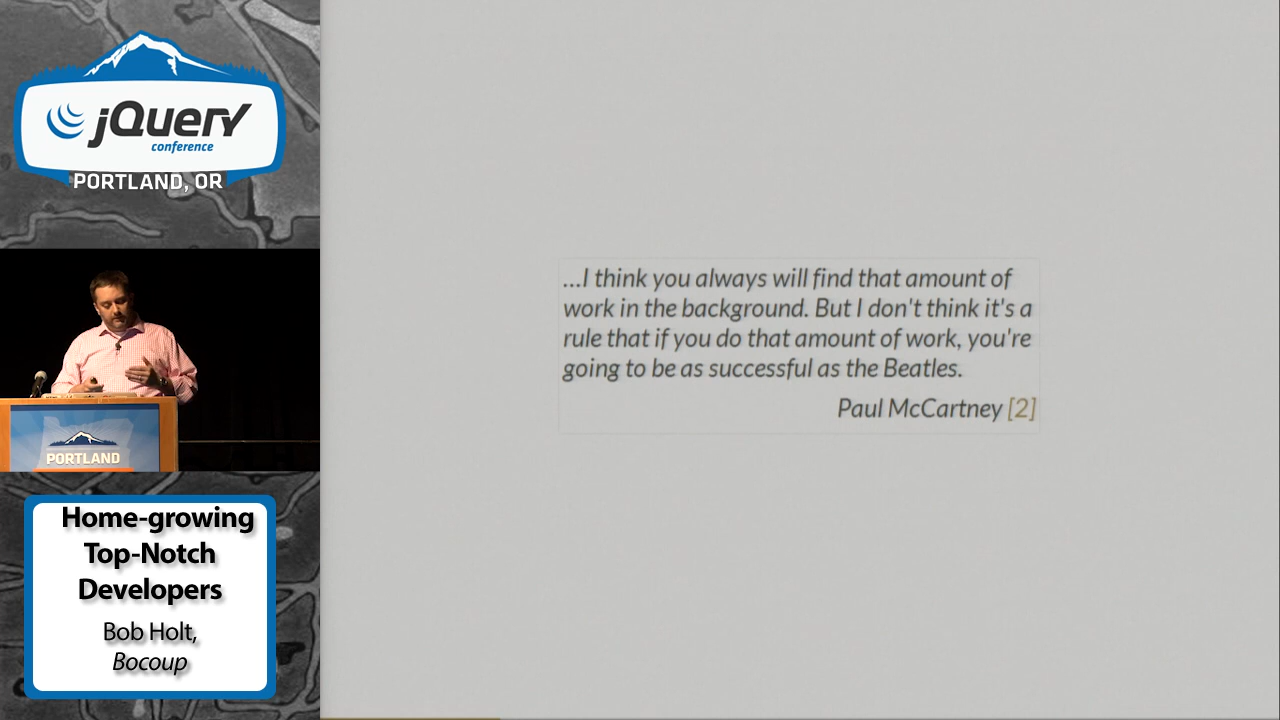 jQuery
conference
PORTLAND, OR
…I think you always will find that amount of
work in the background. But I don't think it's a
rule that if you do that amount of work, you're
going to be as successful as the Beatles.
Paul McCartney [2]
PORTLAND
Home-growing
Top-Notch
Developers
Bob Holt,
Bocoup